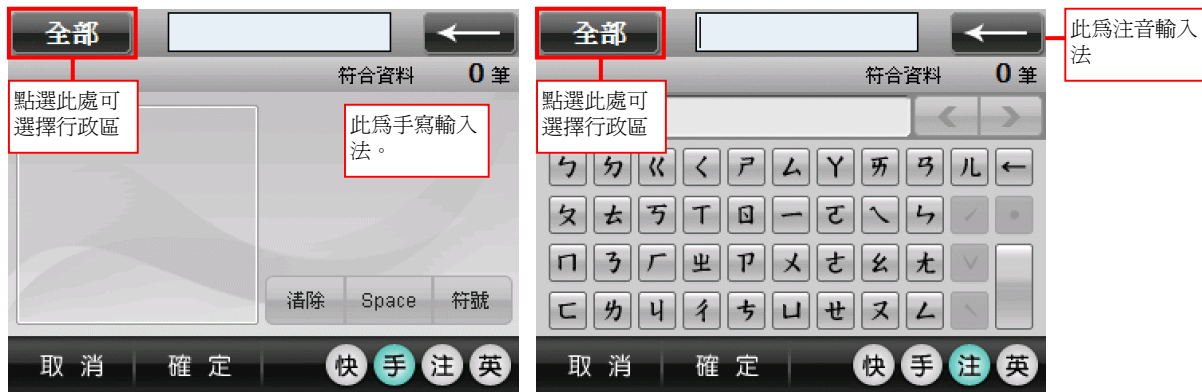 全部
符合資料 0 筆
點選此處可
選擇行政區
此為手寫輸入
法。
清除 Space 符號
取消 確定 快 手 注 英
全部
此為注音輸入
法
符合資料 0 筆
點選此處可
選擇行政區
ㄅ ㄉ ㄍ ㄑ ㄕ ㄙ ㄚ ㄞ ㄢ ㄦ ←
ㄆ ㄊ ㄎ ㄒ ㄖ ㄧ ㄛ ㄟ ㄣ ˊ ˙
ㄇ ㄋ ㄏ ㄓ ㄗ ㄨ ㄜ ㄠ ㄤ ˇ
ㄈ ㄌ ㄐ ㄔ ㄘ ㄩ ㄝ ㄡ ㄥ ˋ
取消 確定 快 手 注 英